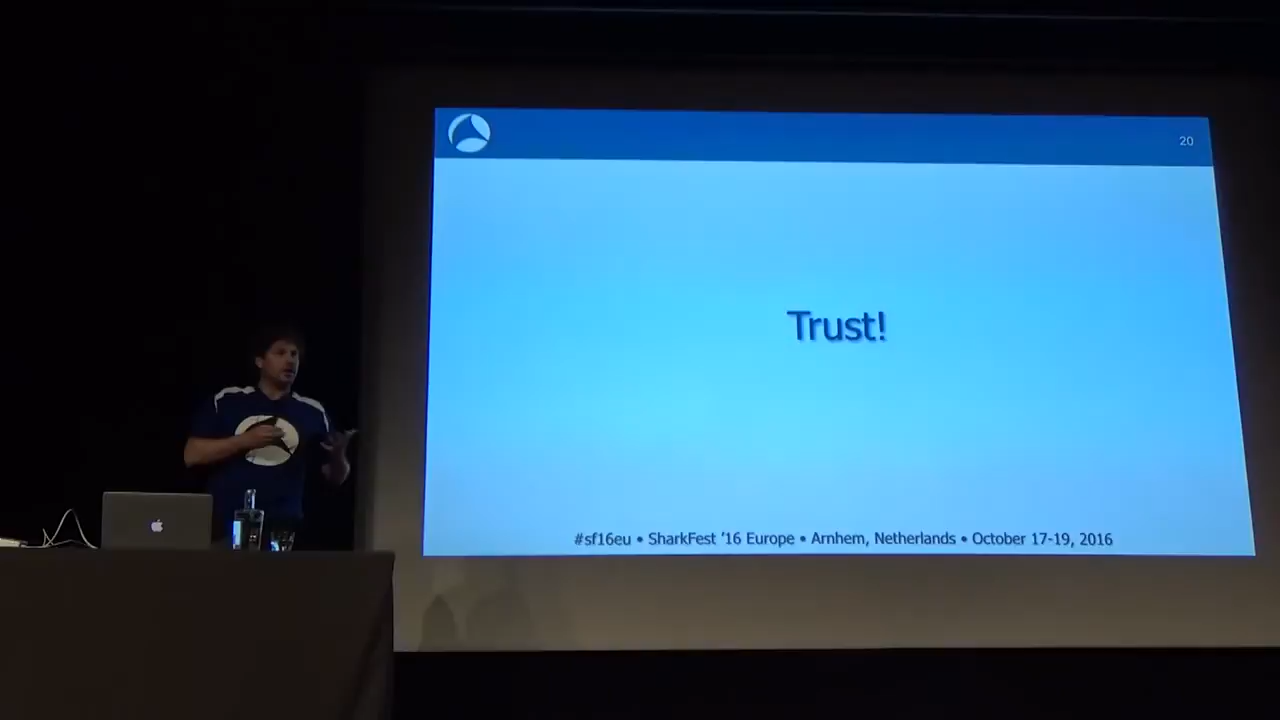 20
Trust!
#sf16eu • SharkFest '16 Europe • Arnhem, Netherlands • October 17-19, 2016